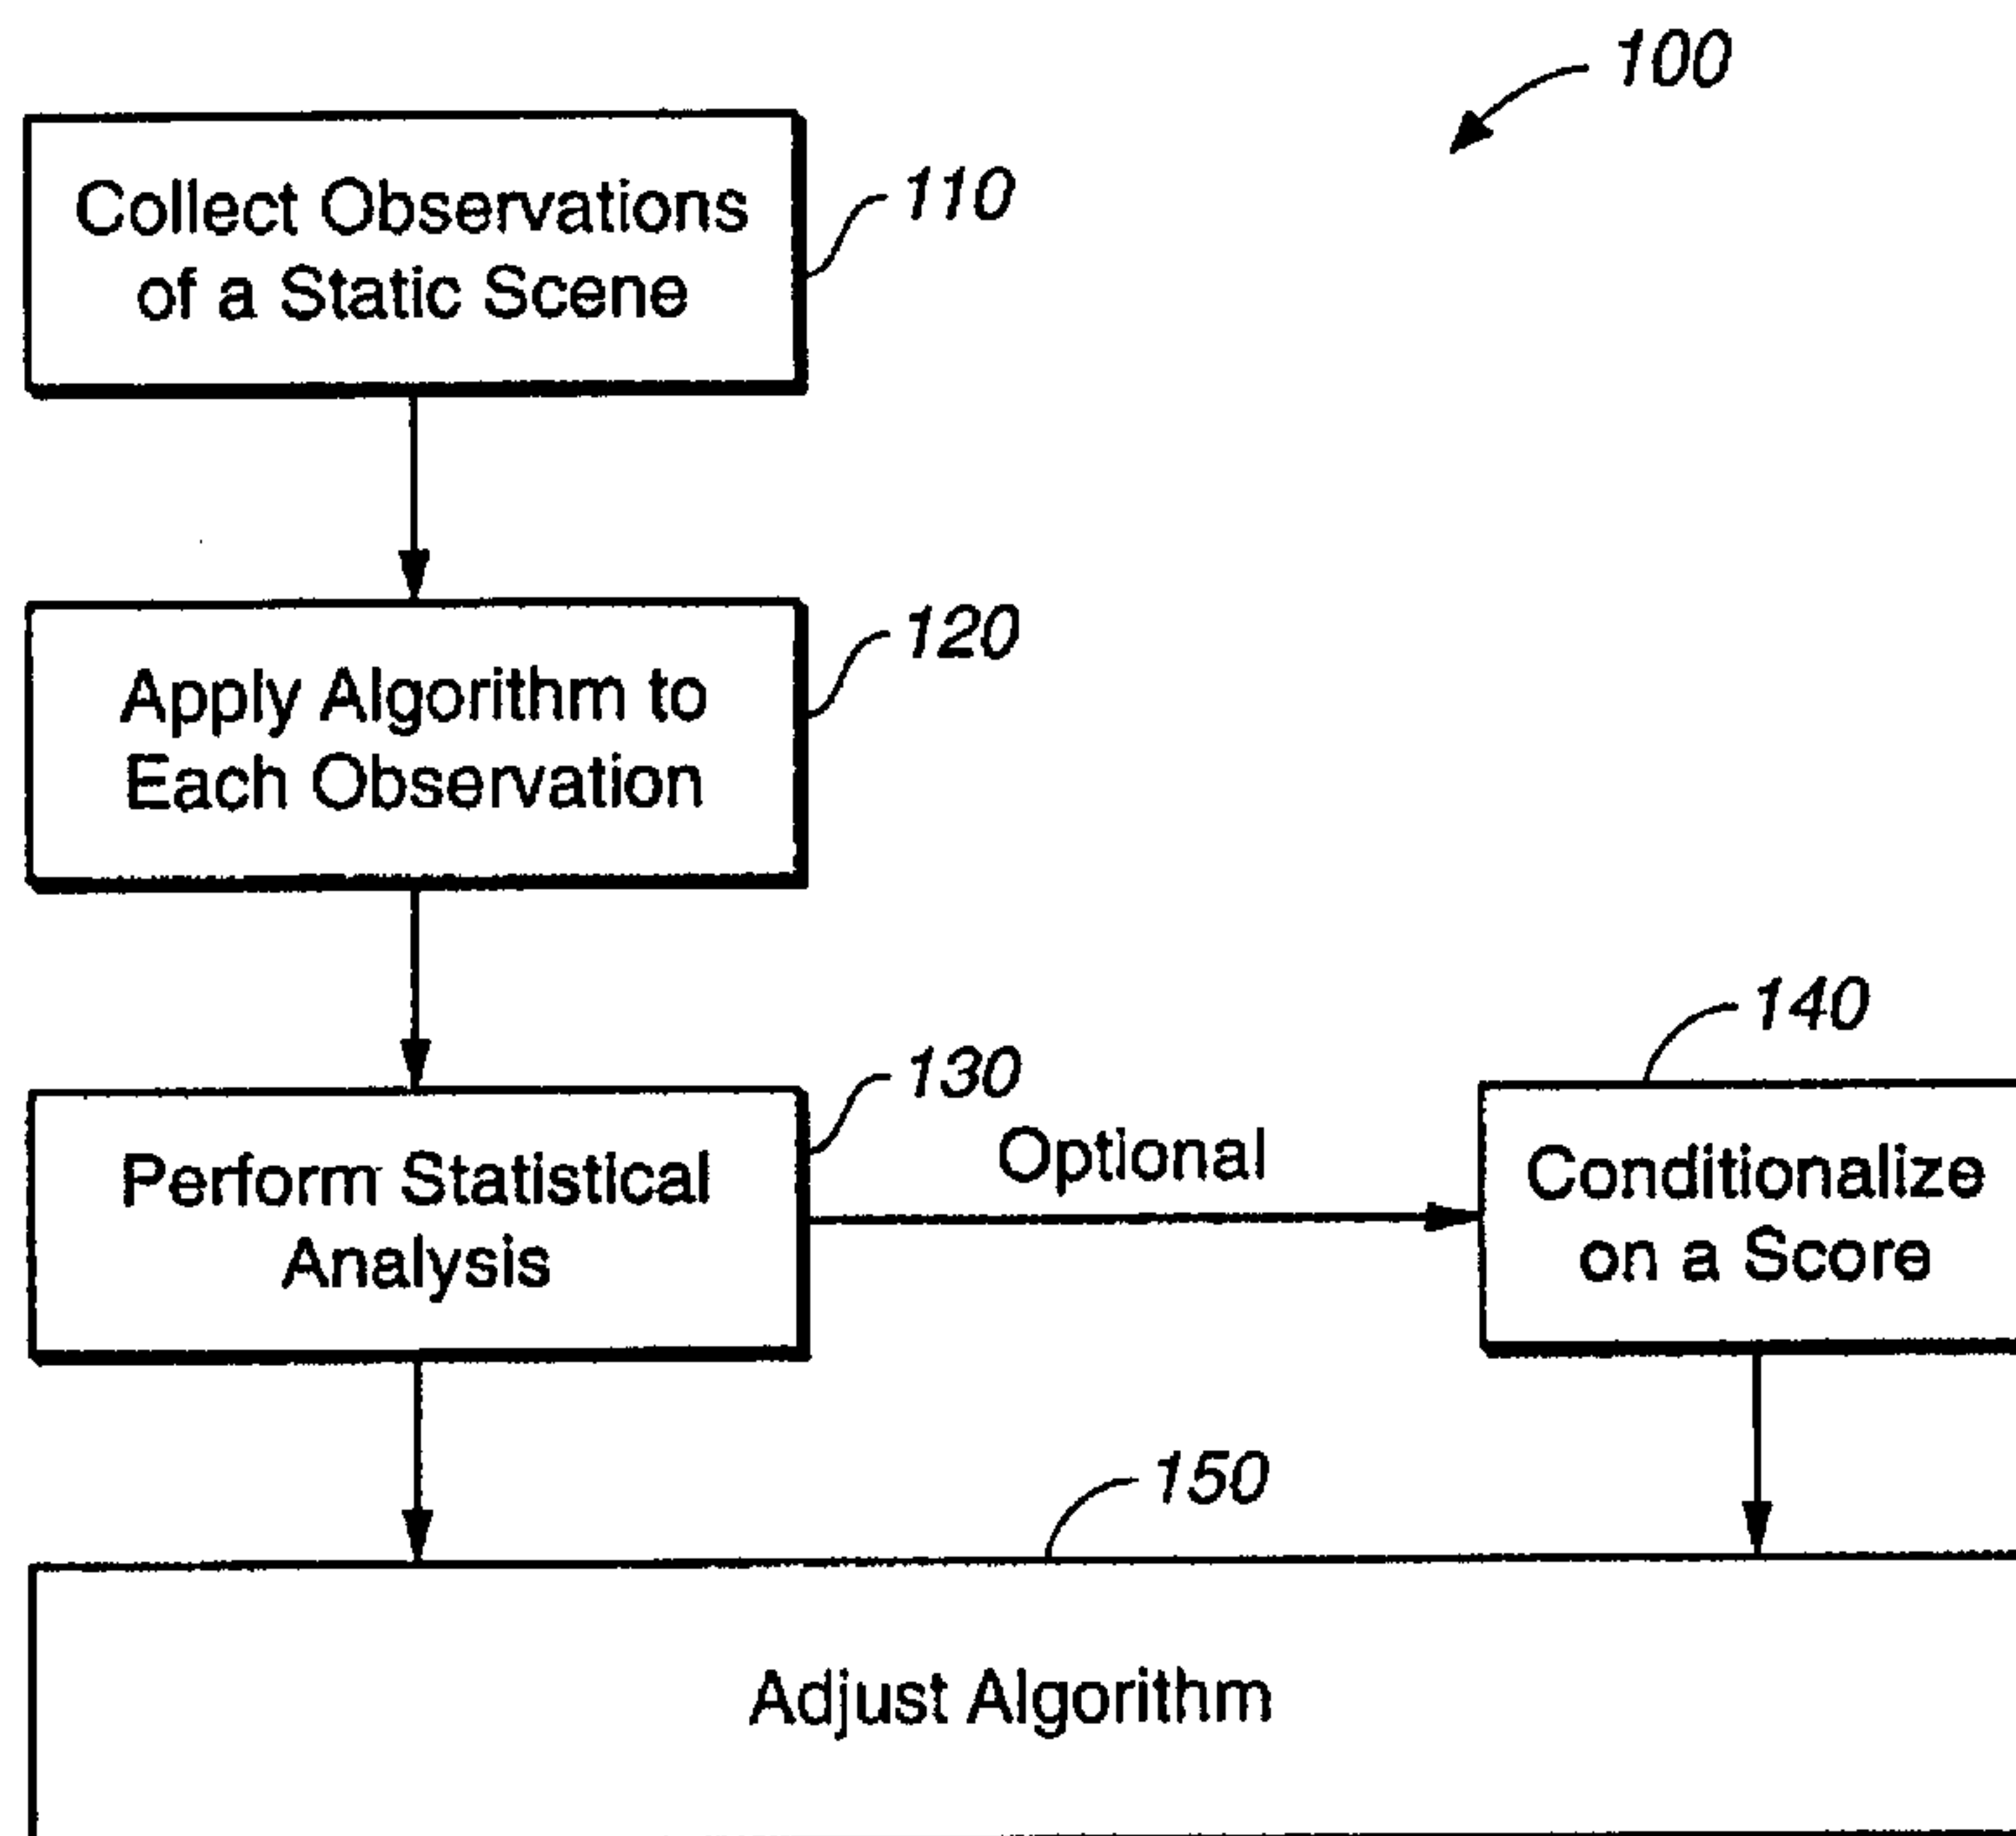 100
Collect Observations
of a Static Scene
110
Apply Algorithm to
Each Observation
120
Perform Statistical
Analysis
130
Optional
140
Conditionalize
on a Score
150
Adjust Algorithm